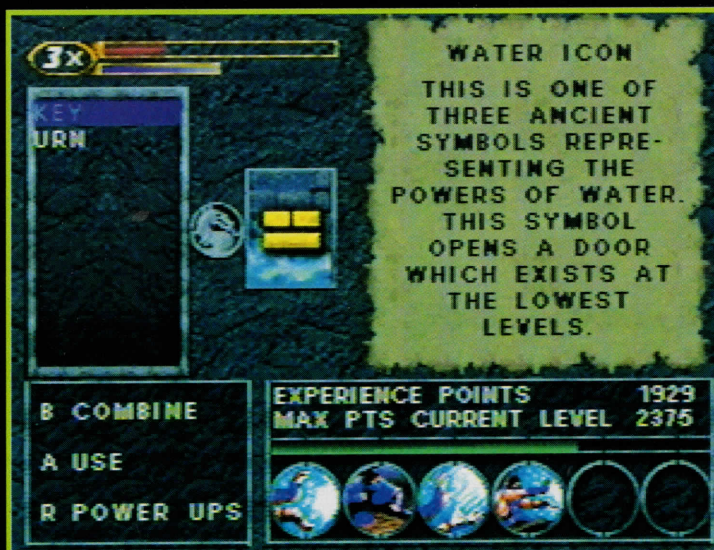 3x
KEY
URN
WATER ICON
THIS IS ONE OF
THREE ANCIENT
SYMBOLS REPRE-
SENTING THE
POWERS OF WATER.
THIS SYMBOL
OPENS A DOOR
WHICH EXISTS AT
THE LOWEST
LEVELS.
B COMBINE
A USE
R POWER UPS
EXPERIENCE POINTS 1929
MAX PTS CURRENT LEVEL 2375